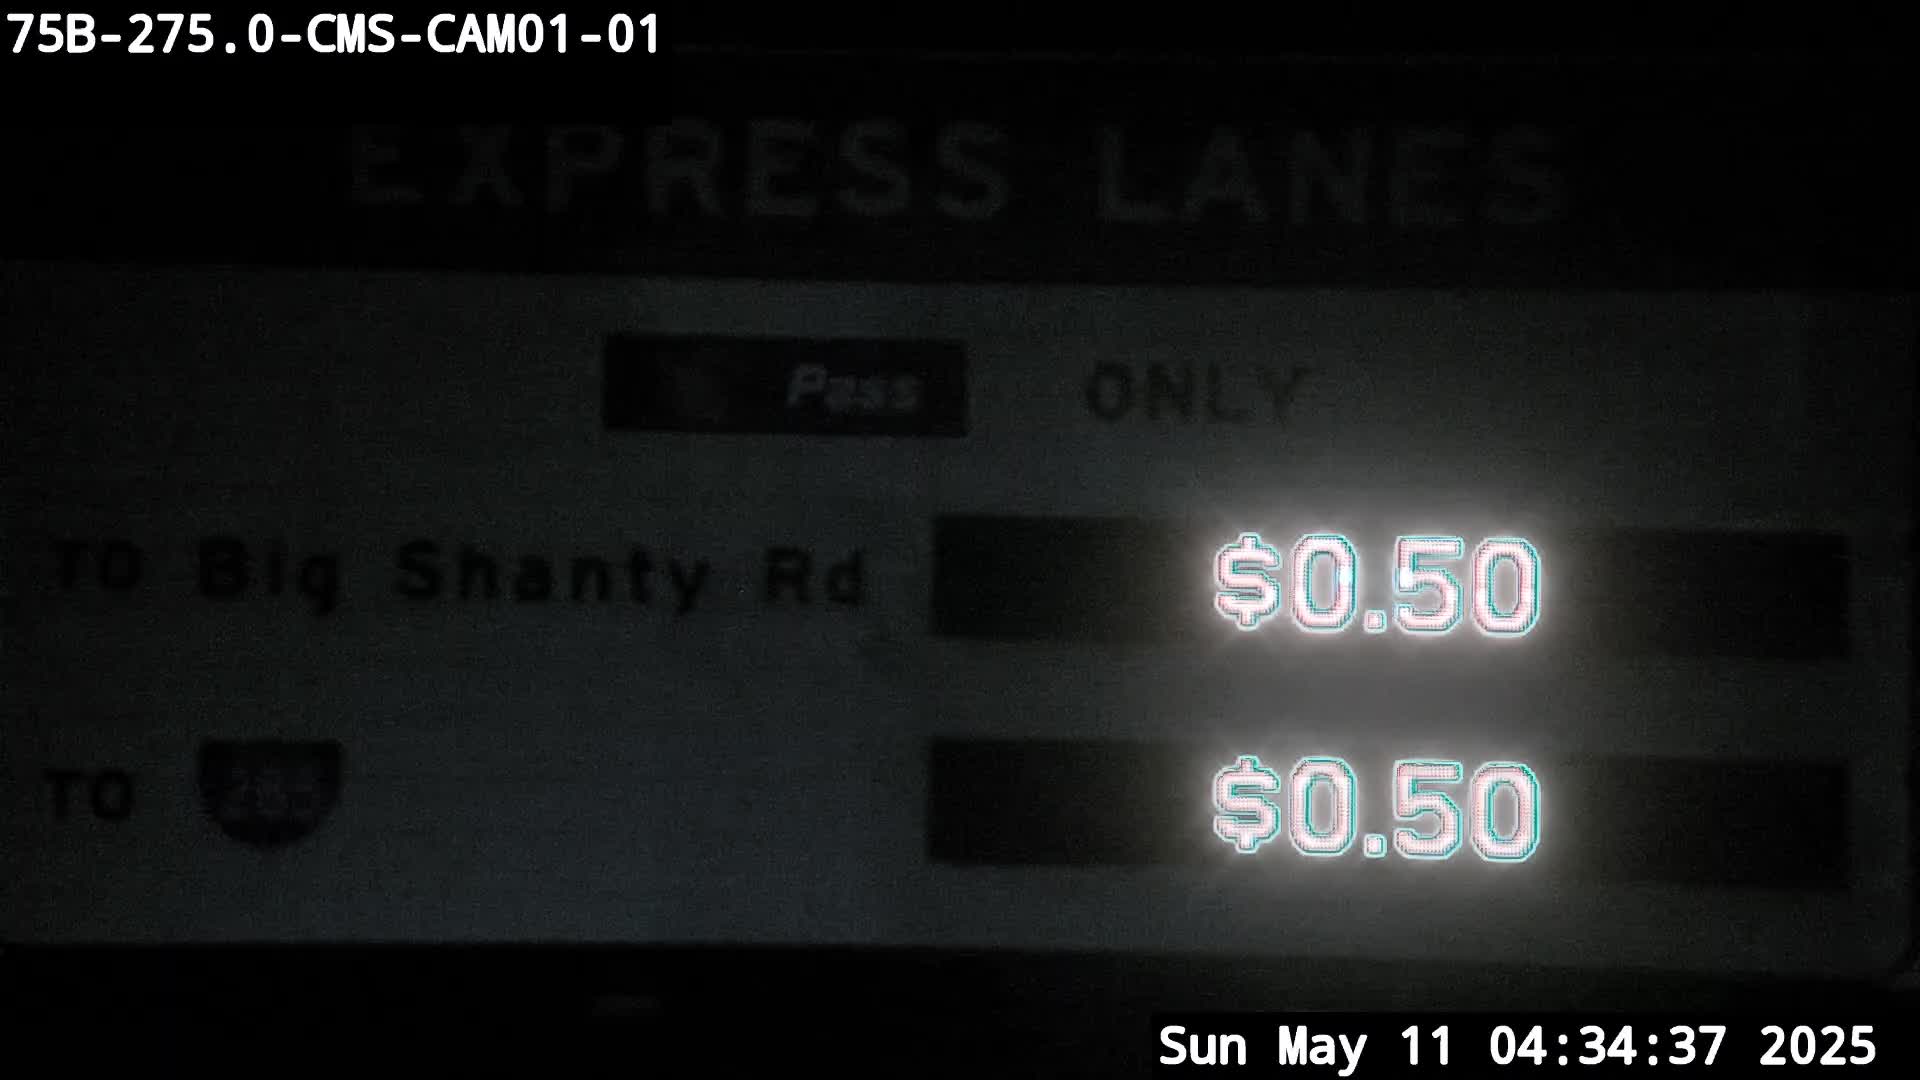 75B-275.0-CMS-CAM01-01
EXPRESS LANES
Pass ONLY
TO Big Shanty Rd $0.50
TO $0.50
Sun May 11 04:34:37 2025